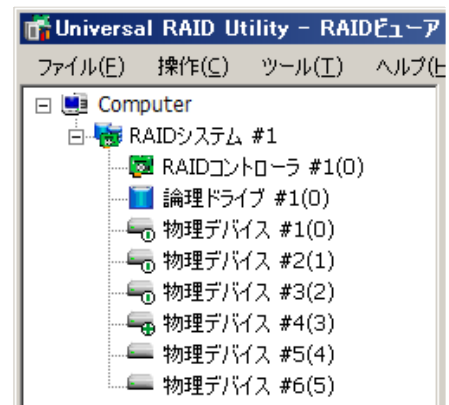 Universal RAID Utility - RAIDビューア
ファイル(F) 操作(C) ツール(T) ヘルプ(H
Computer
RAIDシステム #1
RAIDコントローラ #1(0)
論理ドライブ #1(0)
物理デバイス #1(0)
物理デバイス #2(1)
物理デバイス #3(2)
物理デバイス #4(3)
物理デバイス #5(4)
物理デバイス #6(5)